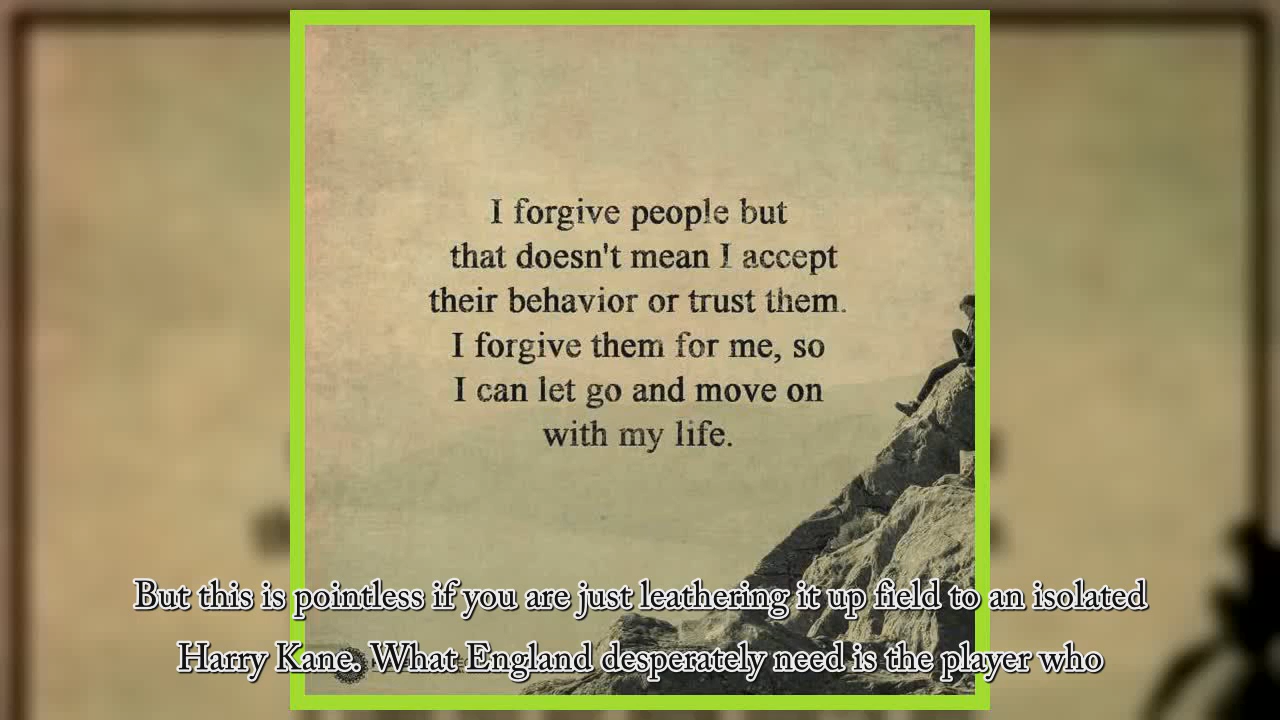 I forgive people but
that doesn't mean I accept
their behavior or trust them.
I forgive them for me, so
I can let go and move on
with my life.
But this is pointless if you are just leathering it up field to an isolated
Harry Kane. What England desperately need is the player who